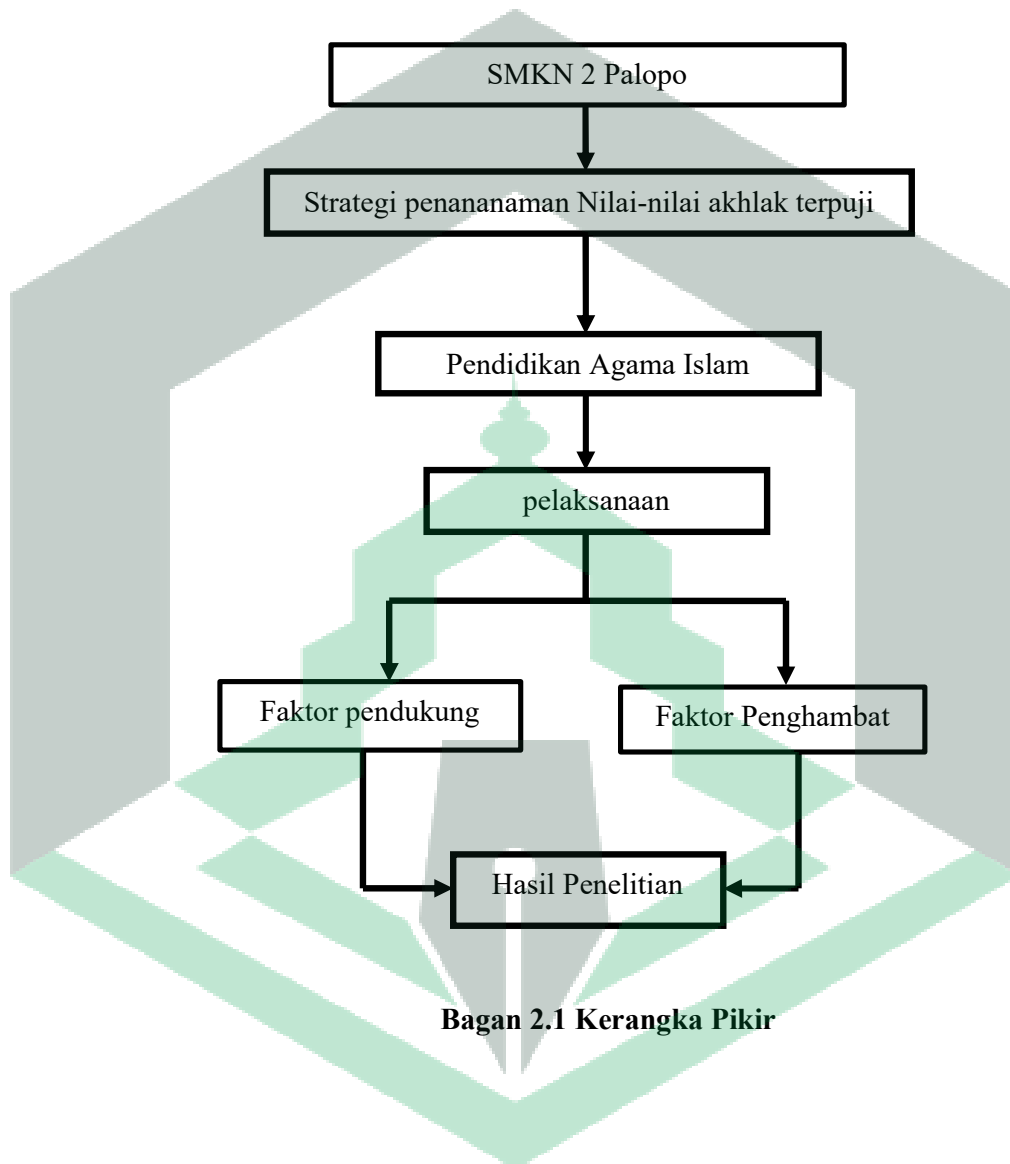 SMKN 2 Palopo
Strategi penananaman Nilai-nilai akhlak terpuji
Pendidikan Agama Islam
pelaksanaan
Faktor pendukung
Faktor Penghambat
Hasil Penelitian
Bagan 2.1 Kerangka Pikir